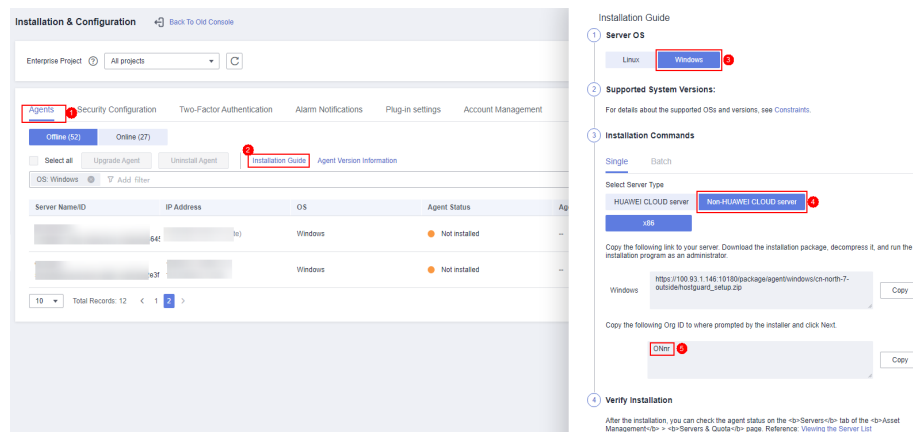 Installation & Configuration Back To Old Console
Enterprise Project ? All projects
Agents Security Configuration Two-Factor Authentication Alarm Notifications Plug-in settings Account Management
1
Offline (52) Online (27)
2
Select all Upgrade Agent Uninstall Agent Installation Guide Agent Version Information
OS: Windows Add filter
Server Name/ID IP Address OS Agent Status
Windows Not installed --
Windows Not installed --
10 Total Records: 12 < 1 2 >
Installation Guide
1 Server OS
Linux Windows 3
2 Supported System Versions:
For details about the supported OSs and versions, see Constraints.
3 Installation Commands
Single Batch
Select Server Type
HUAWEI CLOUD server Non-HUAWEI CLOUD server 4
x86
Copy the following link to your server. Download the installation package, decompress it, and run the
installation program as an administrator.
Windows https://100.93.1.146:10180/package/agent/windows/cn-north-7-
outside/hostguard_setup.zip Copy
Copy the following Org ID to where prompted by the installer and click Next.
ONnr 5
Copy
4 Verify Installation
After the installation, you can check the agent status on the <b>Servers</b> tab of the <b>Asset
Management</b> > <b>Servers & Quota</b> page. Reference: Viewing the Server List